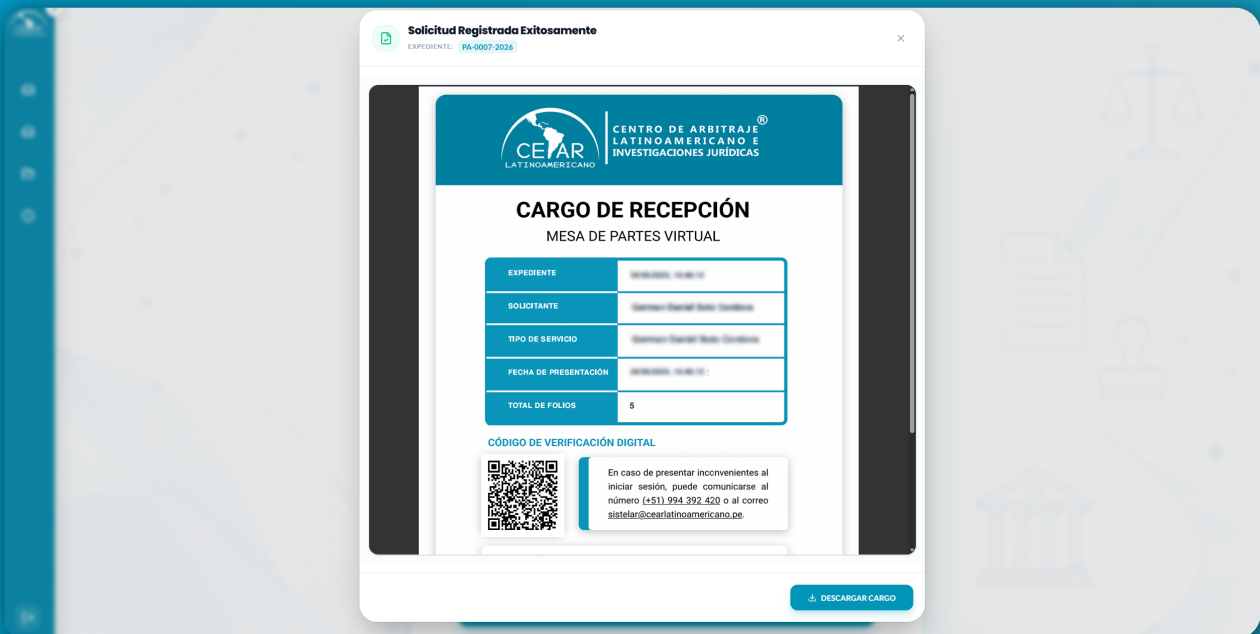 Solicitud Registrada Exitosamente
EXPEDIENTE: PA-0007-2026
CEAR
LATINOAMERICANO
CENTRO DE ARBITRAJE ®
LATINOAMERICANO E
INVESTIGACIONES JURÍDICAS
CARGO DE RECEPCIÓN
MESA DE PARTES VIRTUAL
EXPEDIENTE
SOLICITANTE
TIPO DE SERVICIO
FECHA DE PRESENTACIÓN
TOTAL DE FOLIOS 5
CÓDIGO DE VERIFICACIÓN DIGITAL
En caso de presentar inconvenientes al
iniciar sesión, puede comunicarse al
número (+51) 994 392 420 o al correo
sistelar@cearlatinoamericano.pe.
DESCARGAR CARGO